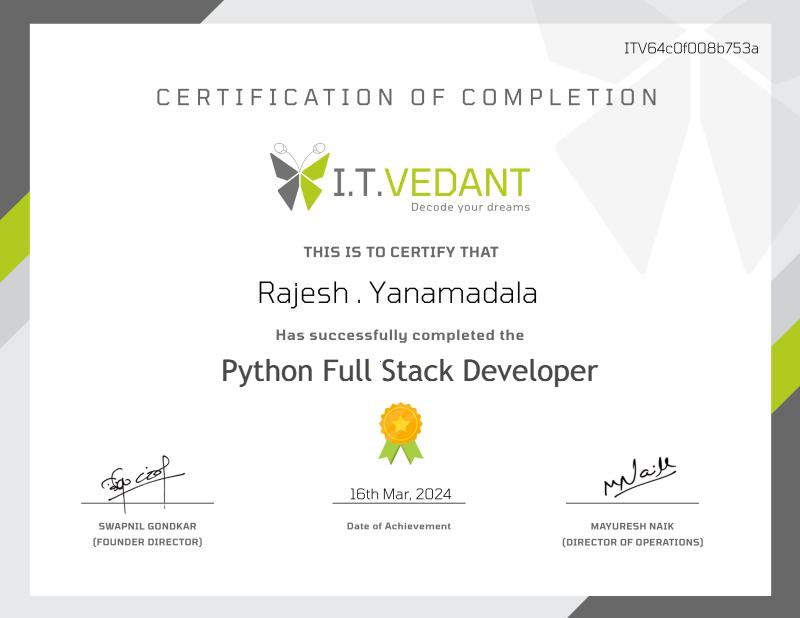 ITV64c0f008b753a
CERTIFICATION OF COMPLETION
I.T.VEDANT
Decode your dreams
THIS IS TO CERTIFY THAT
Rajesh . Yanamadala
Has successfully completed the
Python Full Stack Developer
16th Mar, 2024
SWAPNIL GONDKAR
(FOUNDER DIRECTOR)
Date of Achievement
MAYURESH NAIK
(DIRECTOR OF OPERATIONS)